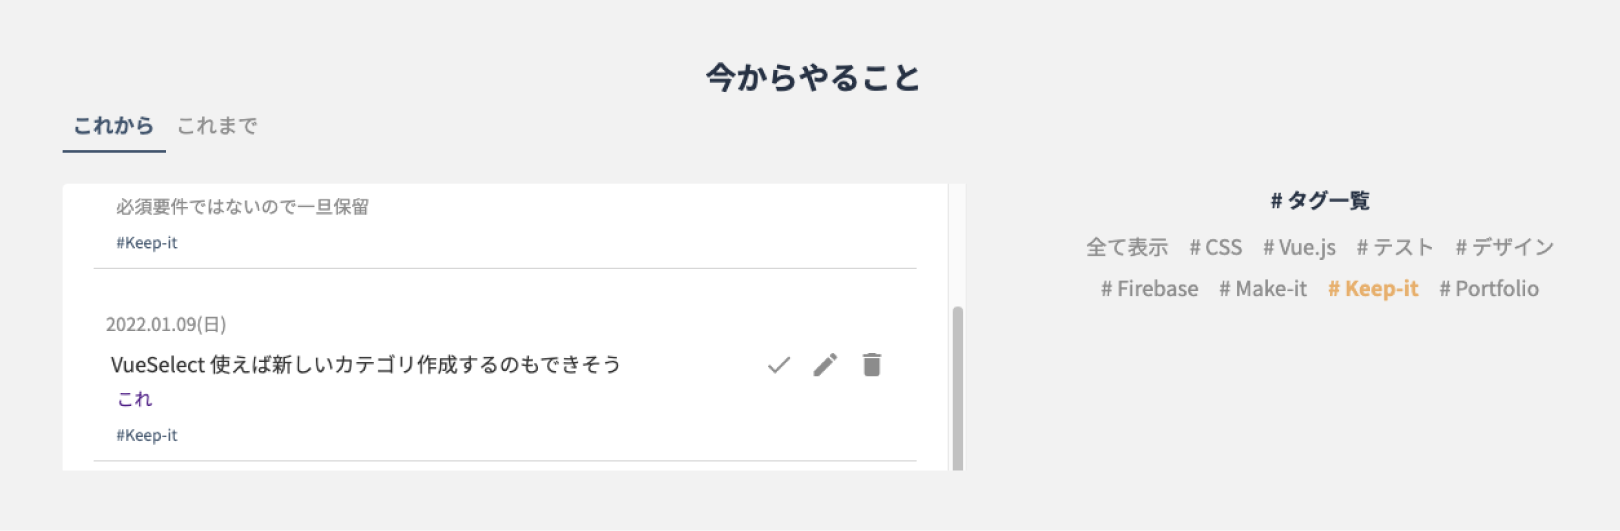 今からやること
これから これまで
必須要件ではないので一旦保留
#Keep-it
2022.01.09(日)
VueSelect 使えば新しいカテゴリ作成するのもできそう
これ
#Keep-it
# タグ一覧
全て表示 # CSS # Vue.js # テスト # デザイン
# Firebase # Make-it # Keep-it # Portfolio